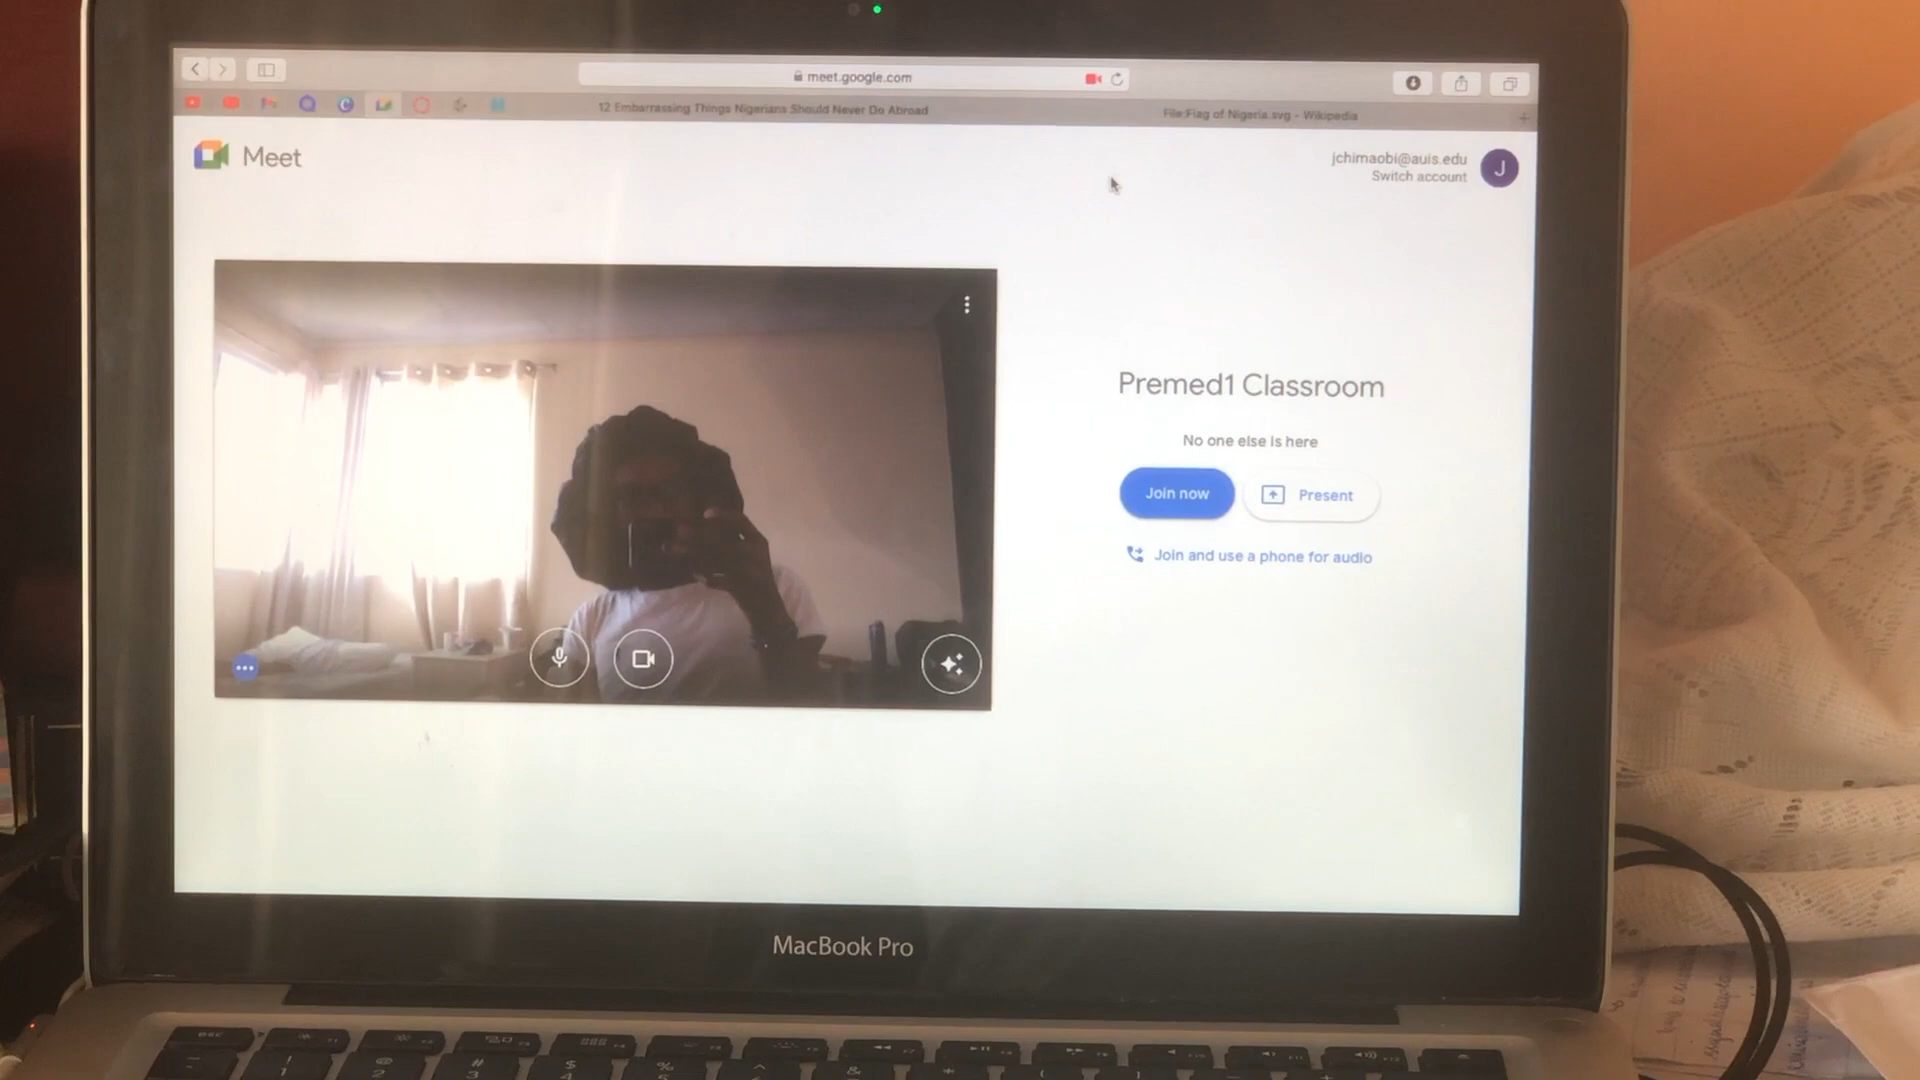 meet.google.com
12 Embarrassing Things Nigerians Should Never Do Abroad
File:Flag of Nigeria.svg - Wikipedia
Meet
jchimaobi@auis.edu
Switch account
J
Premed1 Classroom
No one else is here
Join now
Present
Join and use a phone for audio
MacBook Pro
esc